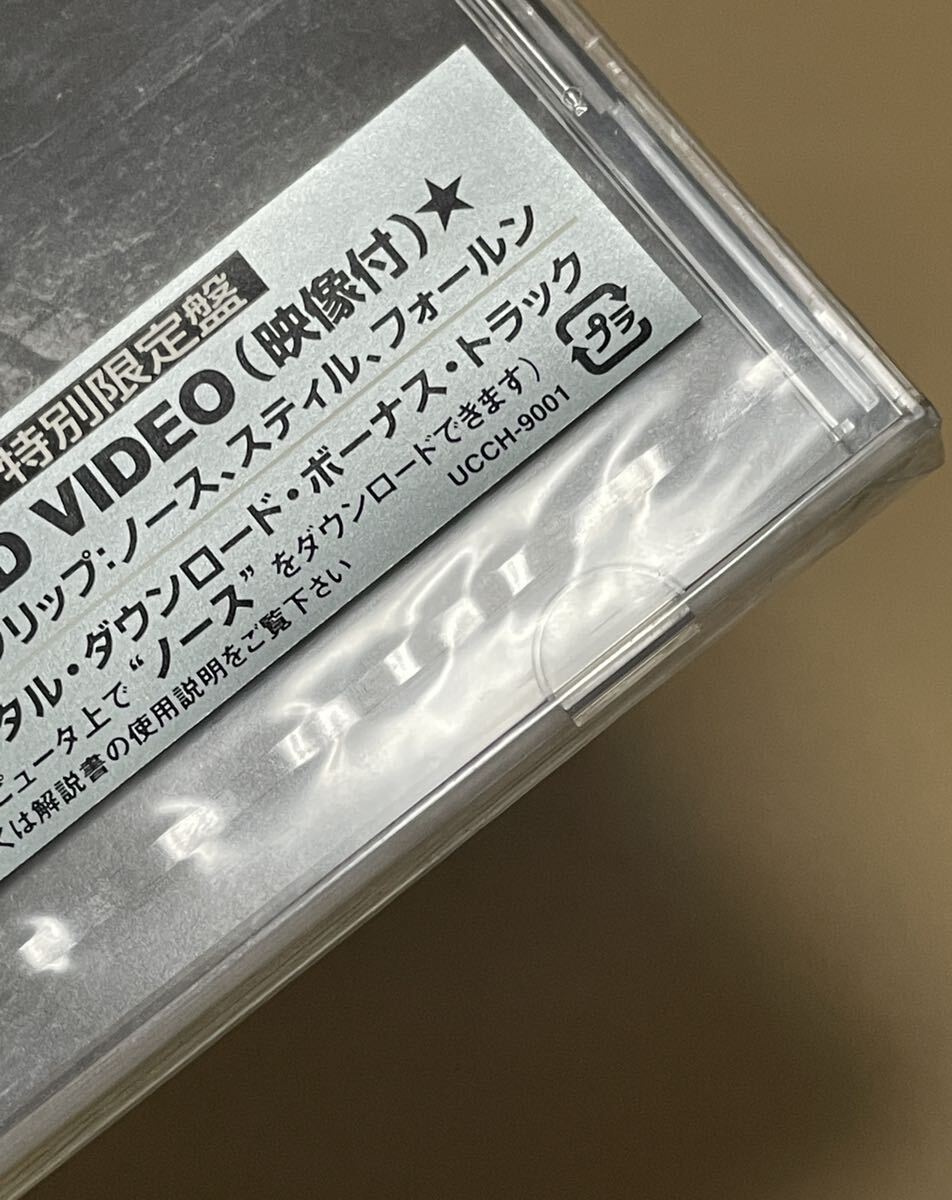 特別限定盤
D VIDEO(映像付)★
リップ:ノース、スティル、フォールン
タル・ダウンロード・ボーナス・トラック
ピュータ上で“ノース”をダウンロードできます)
くは解説書の使用説明をご覧下さい
プラ
UCCH-9001